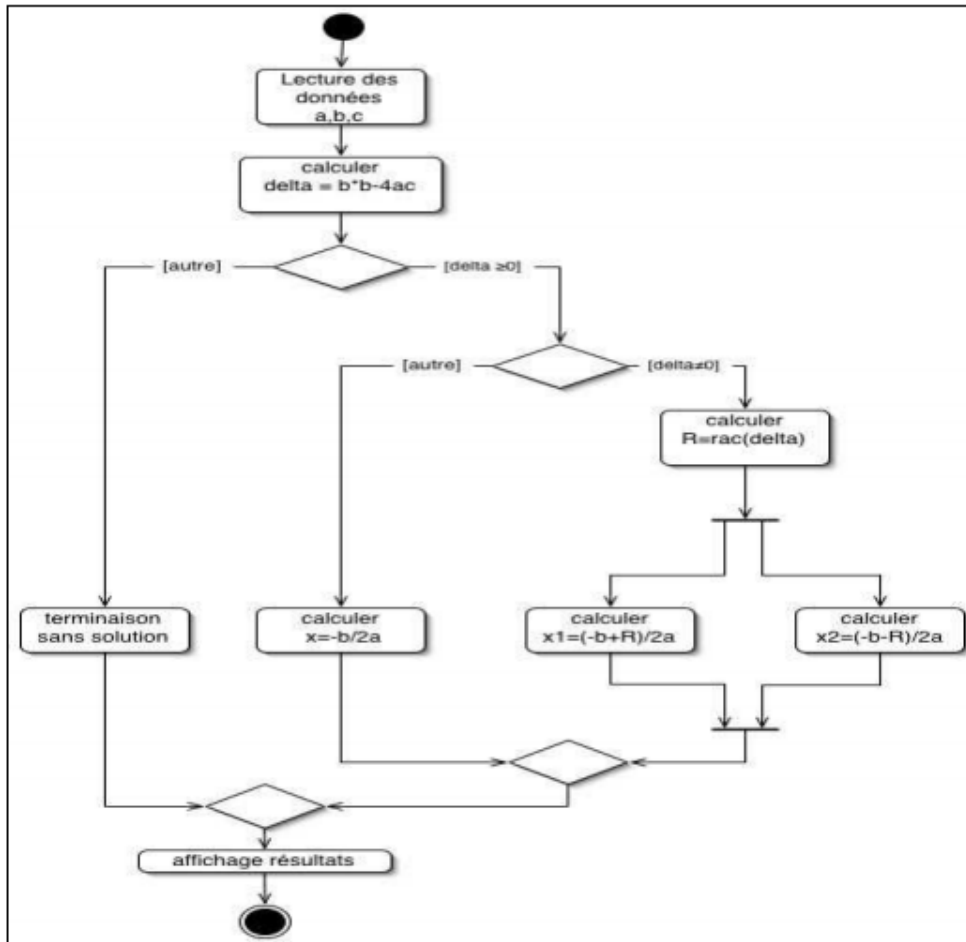 Lecture des
données
a,b,c
calculer
delta = b*b-4ac
[autre]
[delta ≥0]
[autre]
[delta≠0]
calculer
R=rac(delta)
terminaison
sans solution
calculer
x=-b/2a
calculer
x1=(-b+R)/2a
calculer
x2=(-b-R)/2a
affichage résultats